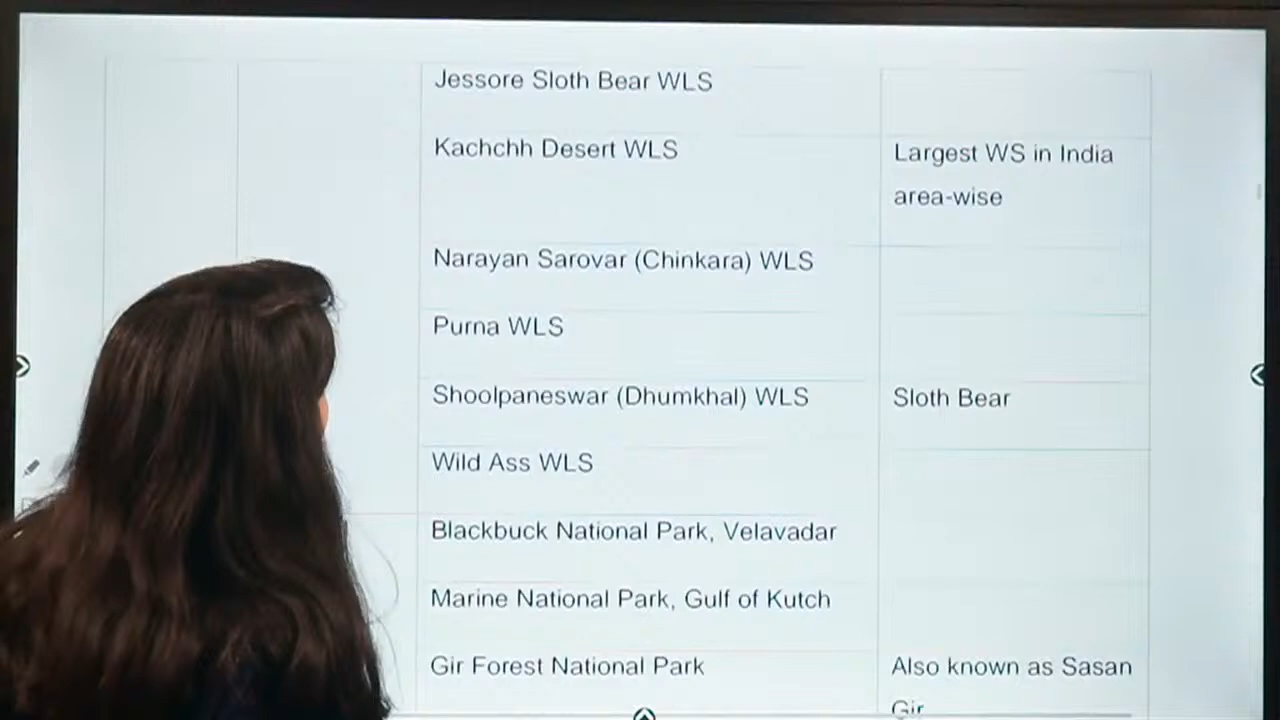 Jessore Sloth Bear WLS
Kachchh Desert WLS
Largest WS in India
area-wise
Narayan Sarovar (Chinkara) WLS
Purna WLS
Shoolpaneswar (Dhumkhal) WLS
Sloth Bear
Wild Ass WLS
Blackbuck National Park, Velavadar
Marine National Park, Gulf of Kutch
Gir Forest National Park
Also known as Sasan
Gir